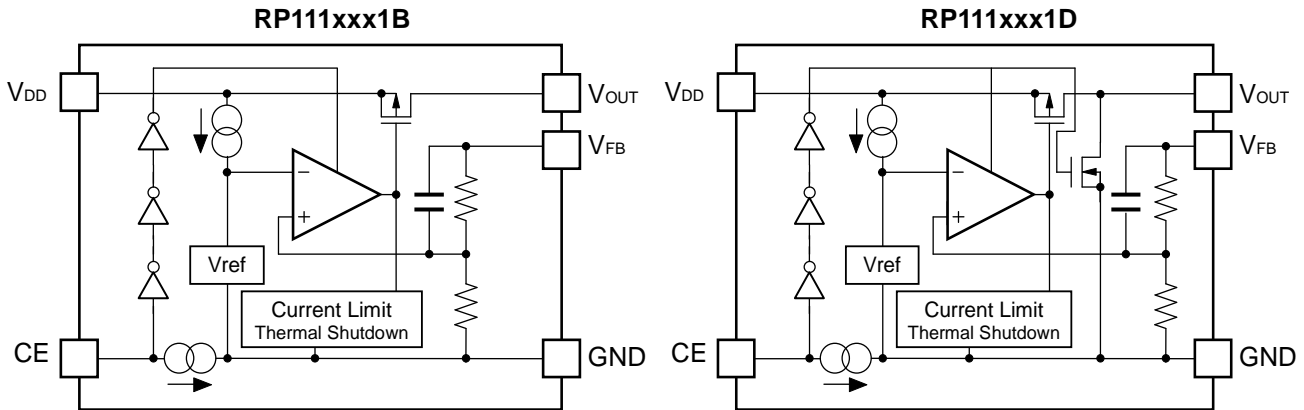 RP111xxx1B
VDD
VOUT
VFB
−
+
Vref
Current Limit
Thermal Shutdown
CE
GND
RP111xxx1D
VDD
VOUT
VFB
−
+
Vref
Current Limit
Thermal Shutdown
CE
GND